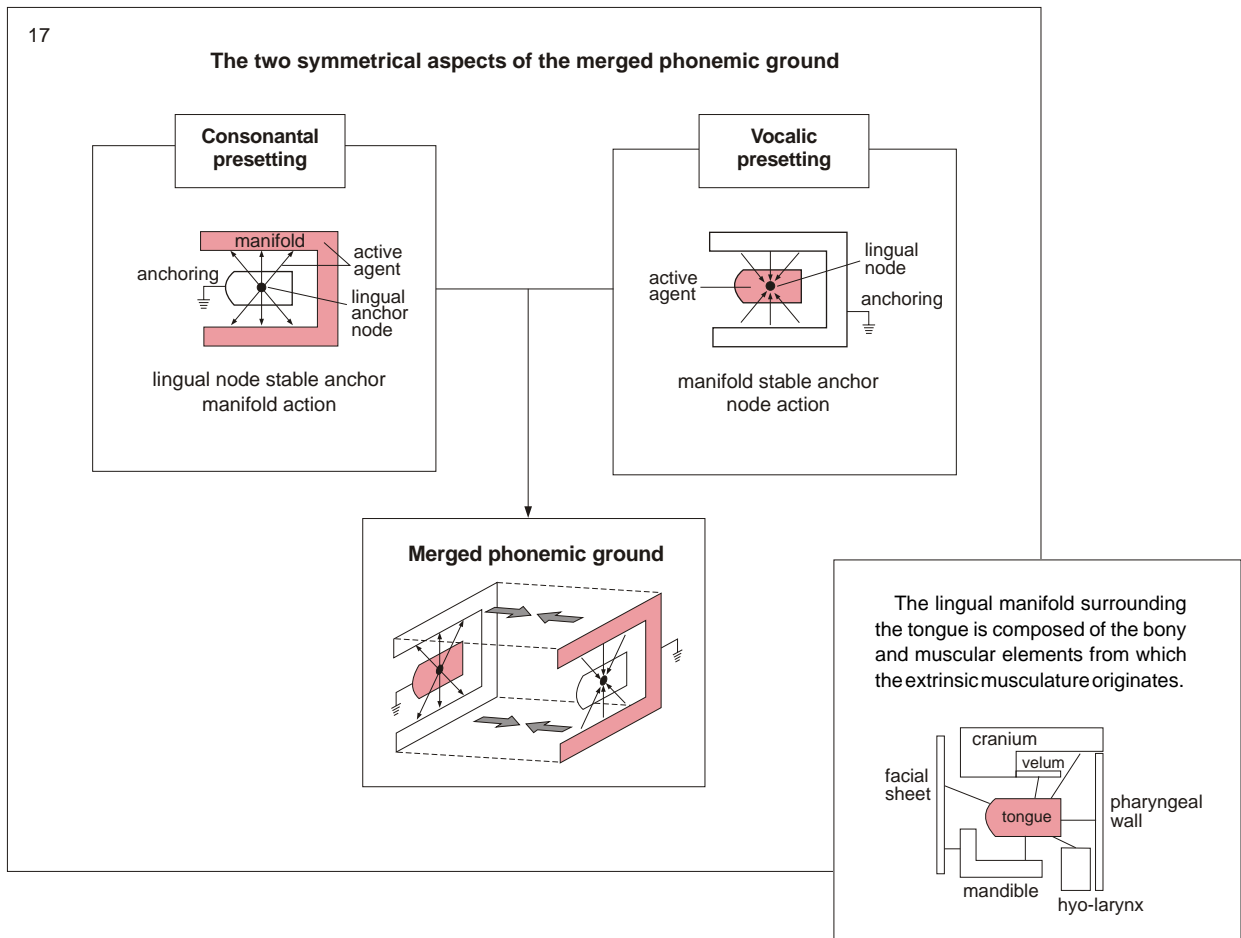 17
The two symmetrical aspects of the merged phonemic ground
Consonantal
presetting
manifold
active
agent
anchoring
lingual
anchor
node
lingual node stable anchor
manifold action
Vocalic
presetting
lingual
node
active
agent
anchoring
manifold stable anchor
node action
Merged phonemic ground
The lingual manifold surrounding
the tongue is composed of the bony
and muscular elements from which
the extrinsic musculature originates.
cranium
velum
facial
sheet
tongue
pharyngeal
wall
mandible
hyo-larynx